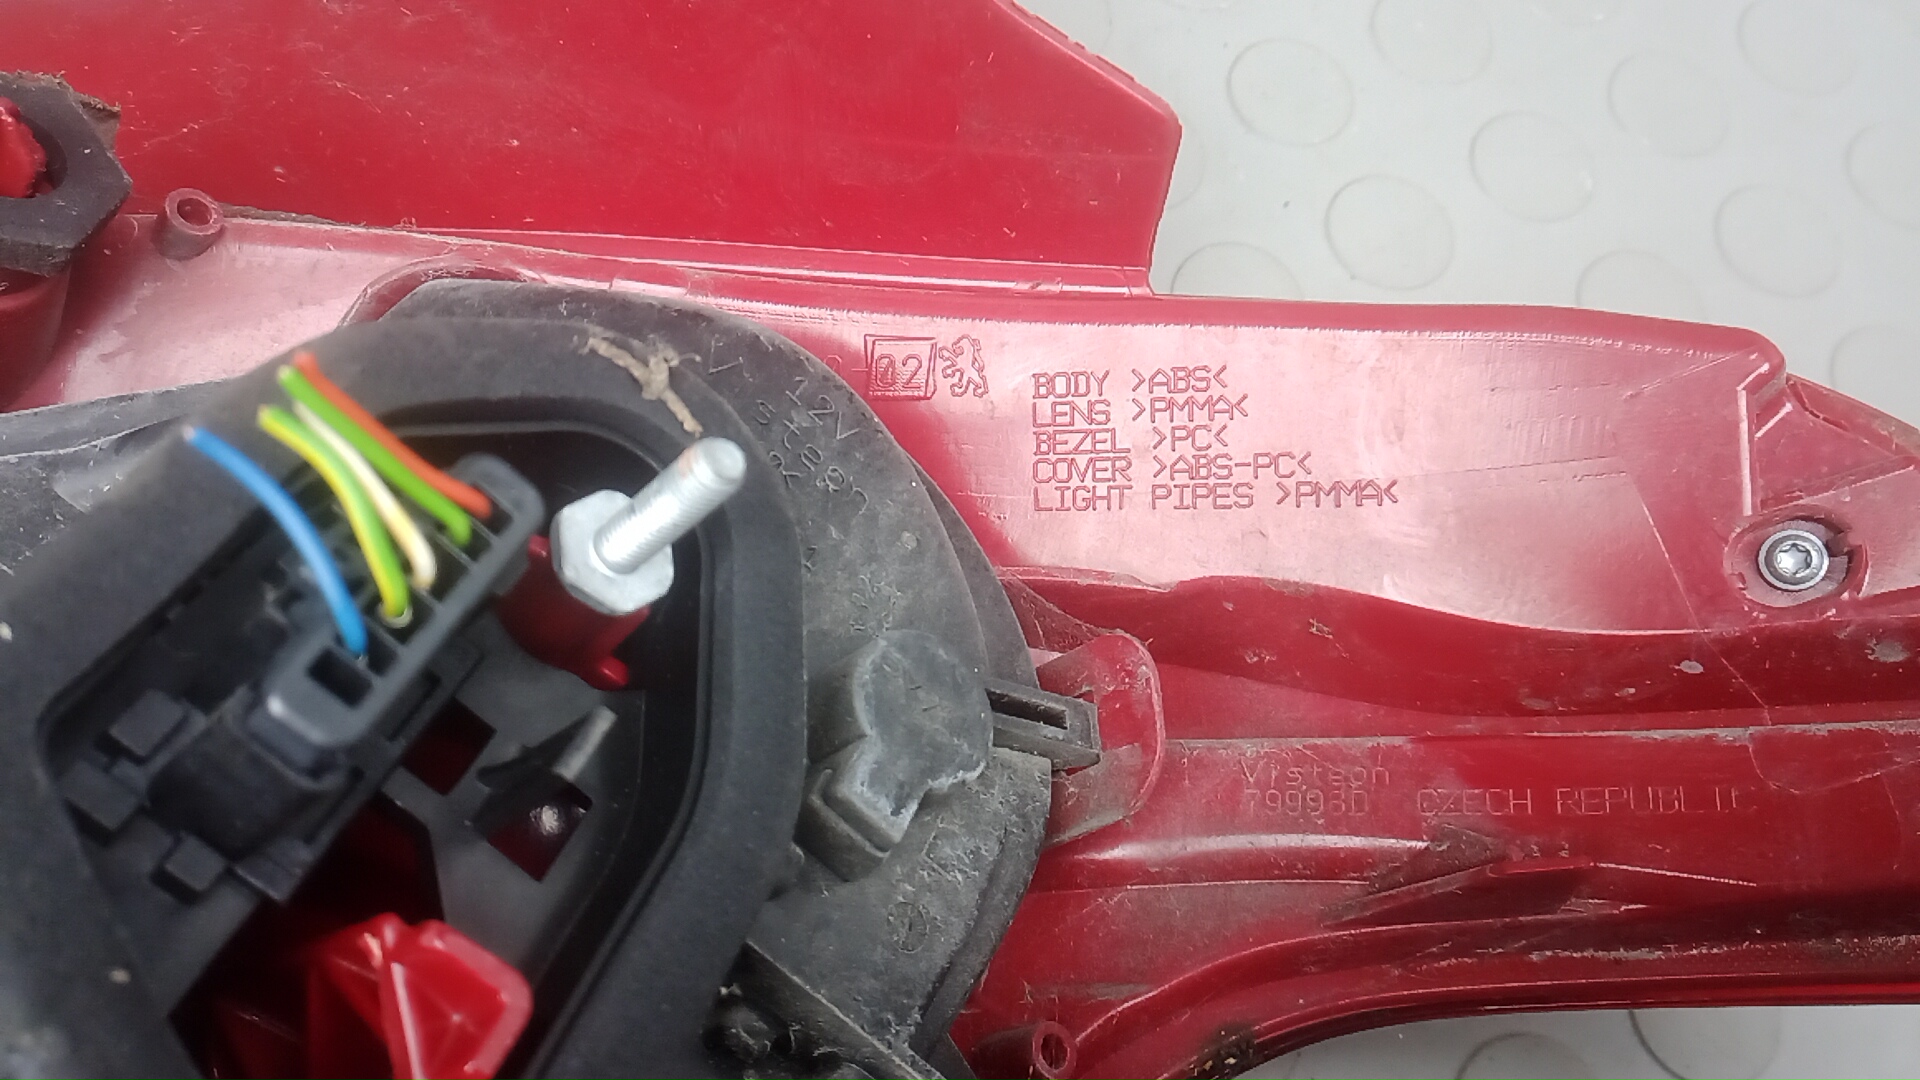 02
BODY >ABS<
LENS >PMMA<
BEZEL >PC<
COVER >ABS-PC<
LIGHT PIPES >PMMA<
V 12V
Visteon
CZECH REPUBLIC